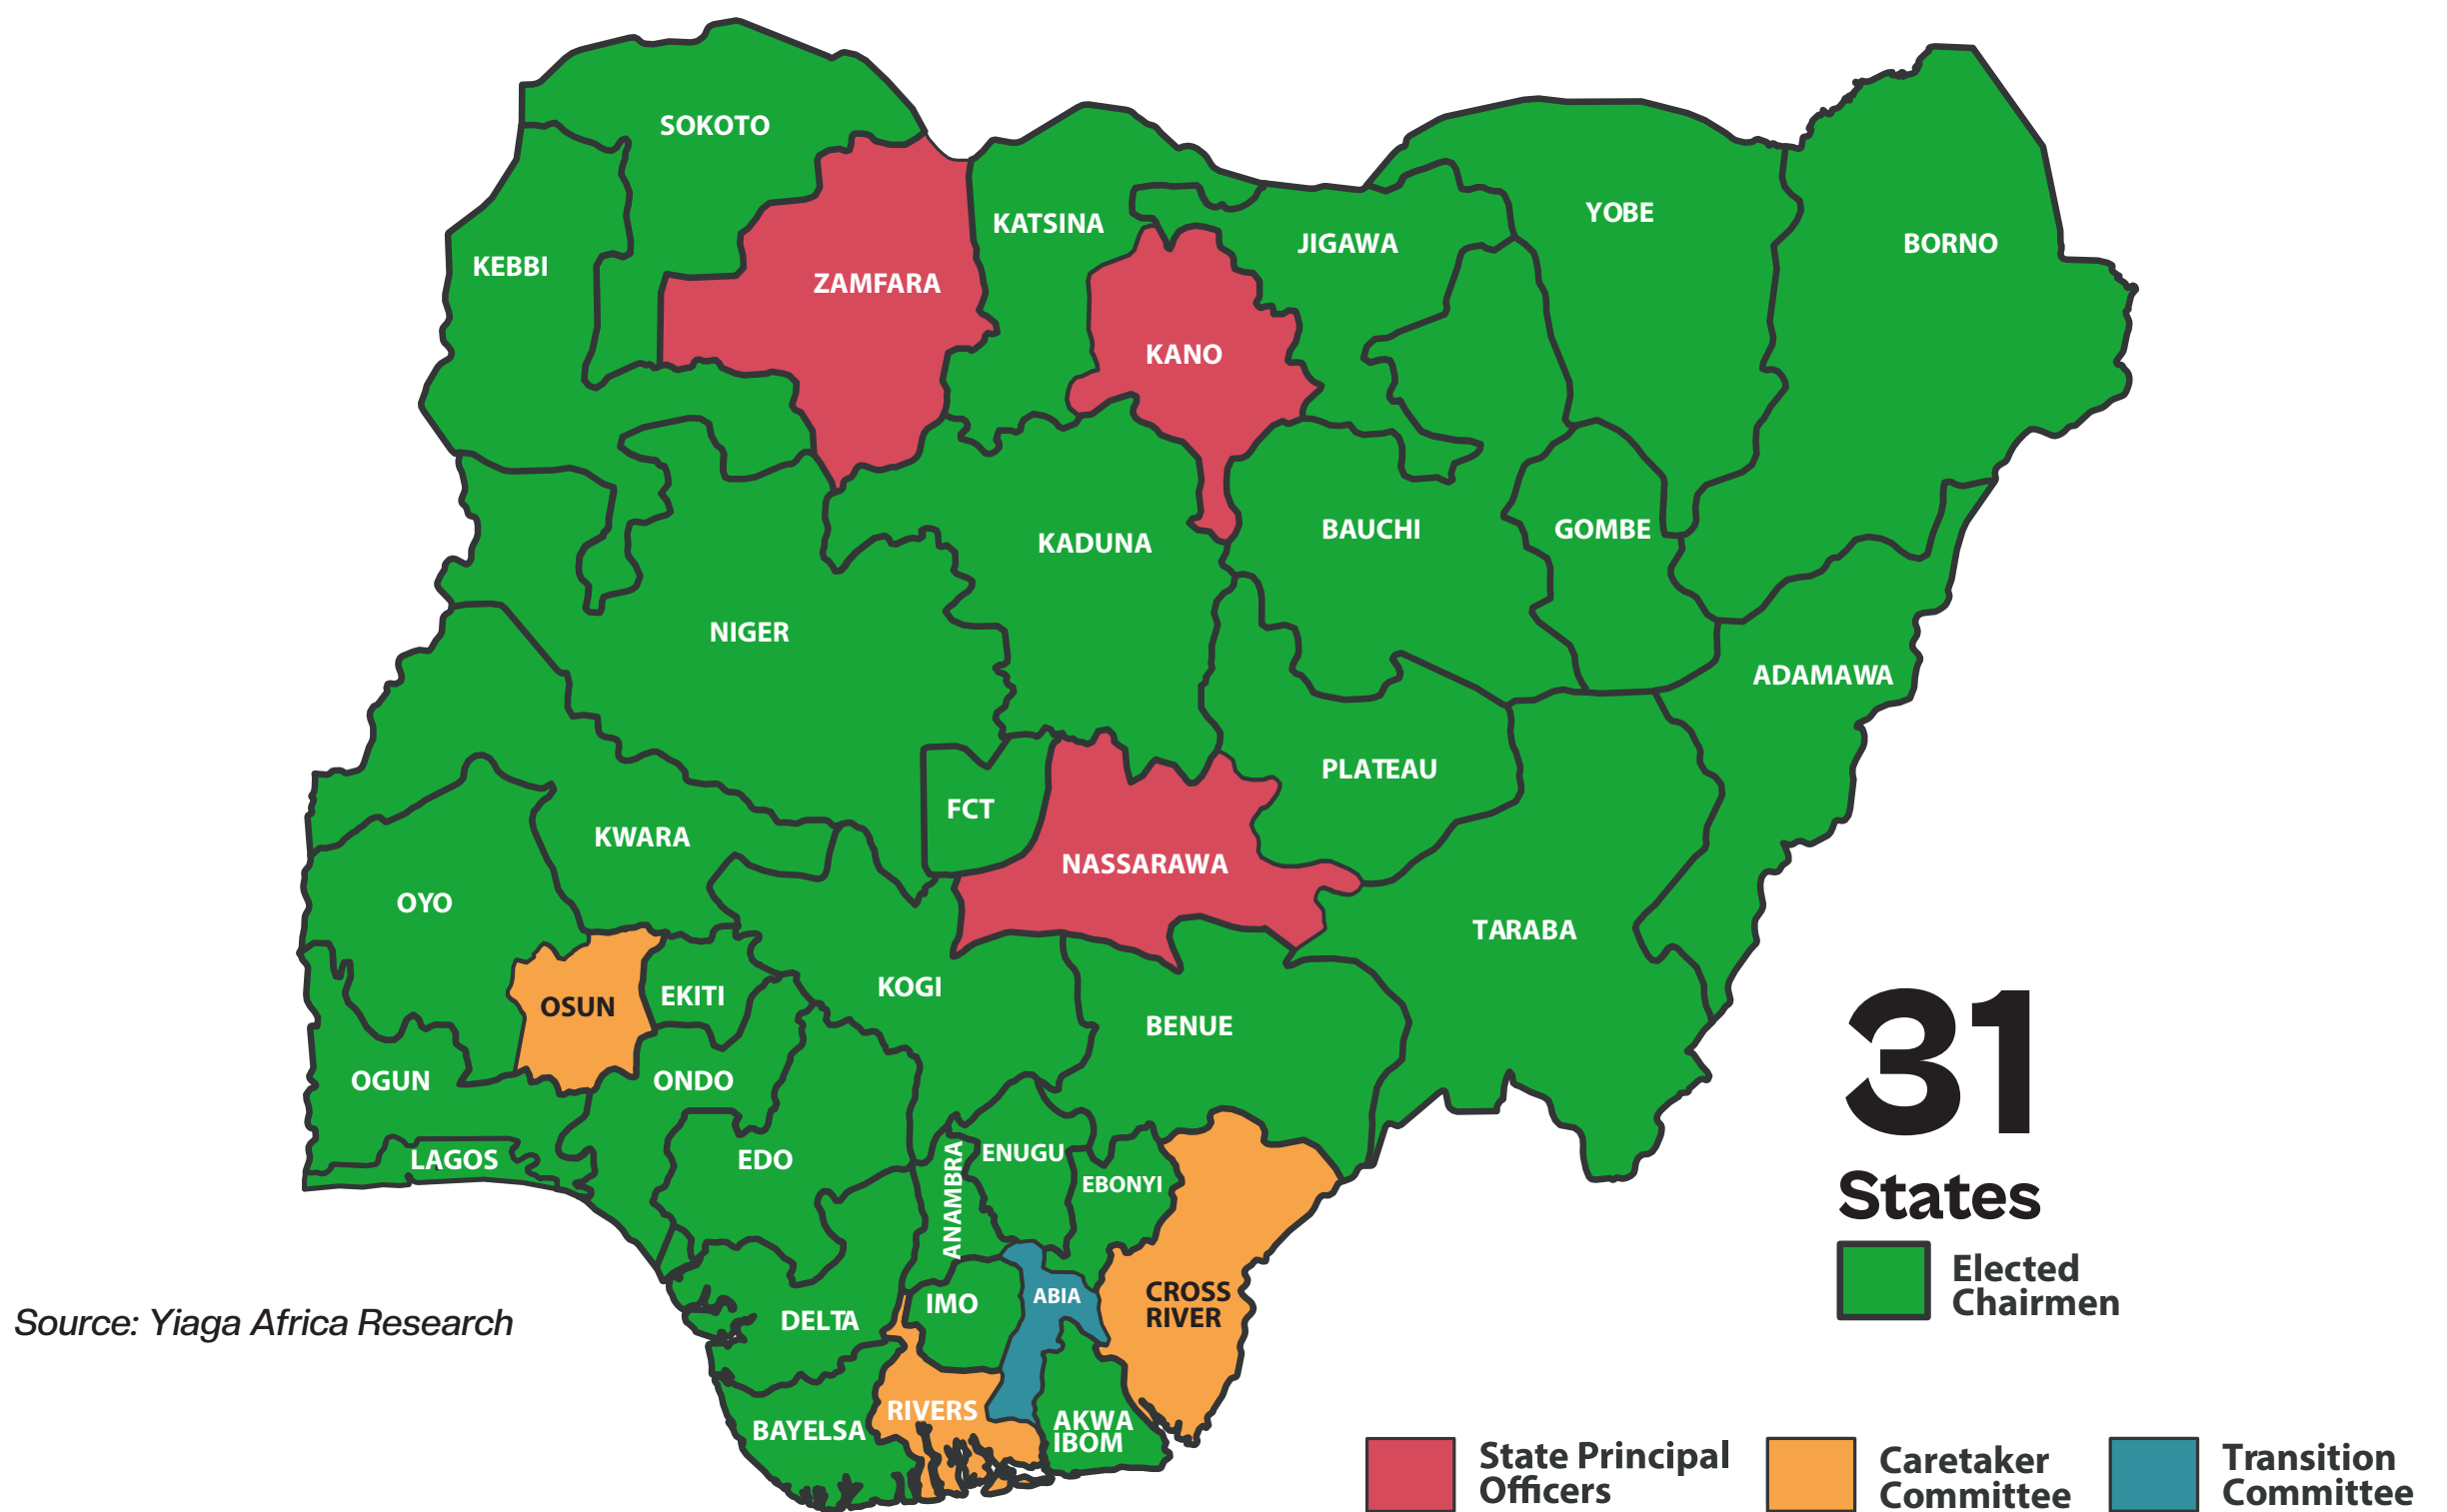 SOKOTO
KEBBI
ZAMFARA
KATSINA
JIGAWA
YOBE
BORNO
KANO
KADUNA
BAUCHI
GOMBE
NIGER
ADAMAWA
PLATEAU
FCT
KWARA
NASSARAWA
OYO
TARABA
OSUN
EKITI
KOGI
BENUE
OGUN
ONDO
LAGOS
EDO
ANAMBRA
ENUGU
EBONYI
IMO
ABIA
CROSS
RIVER
DELTA
RIVERS
BAYELSA
AKWA
IBOM
31
States
Elected
Chairmen
Source: Yiaga Africa Research
State Principal
Officers
Caretaker
Committee
Transition
Committee